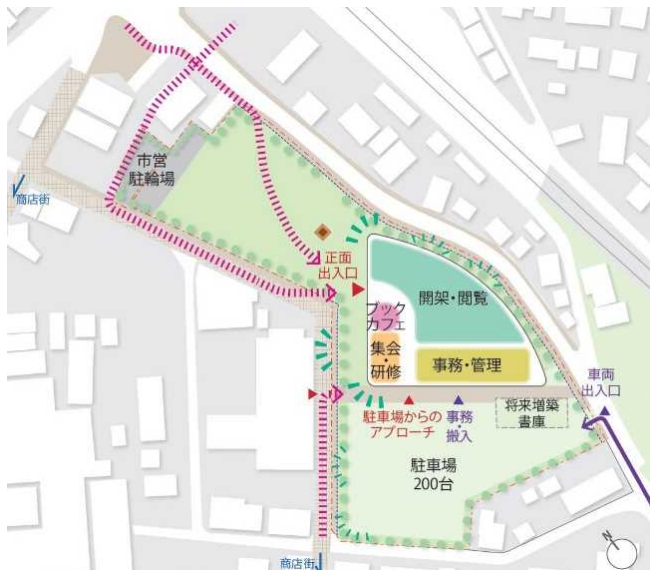 市営
駐輪場
商店街
正面
出入口
開架・閲覧
ブック
カフェ
集会
・
研修
事務・管理
車両
出入口
駐車場からの
アプローチ
事務
・
搬入
将来増築
書庫
駐車場
200台
商店街
N